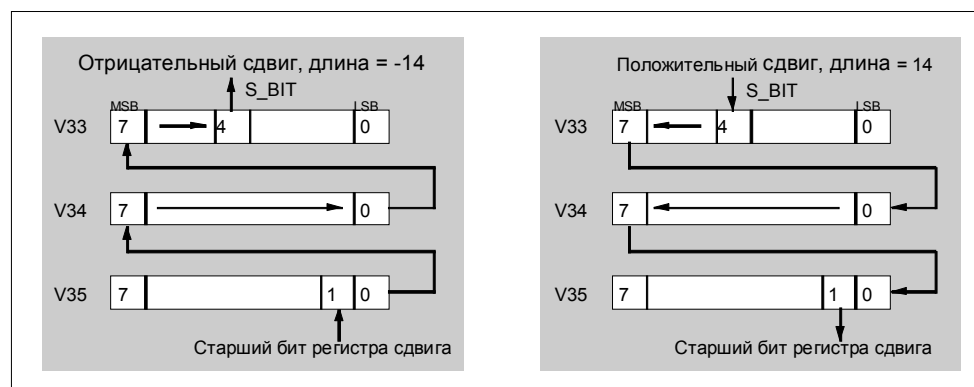 Отрицательный сдвиг, длина = -14
S_BIT
MSB LSB
V33 7 4 0
V34 7 0
V35 7 1 0
Старший бит регистра сдвига
Положительный сдвиг, длина = 14
S_BIT
MSB LSB
V33 7 4 0
V34 7 0
V35 7 1 0
Старший бит регистра сдвига